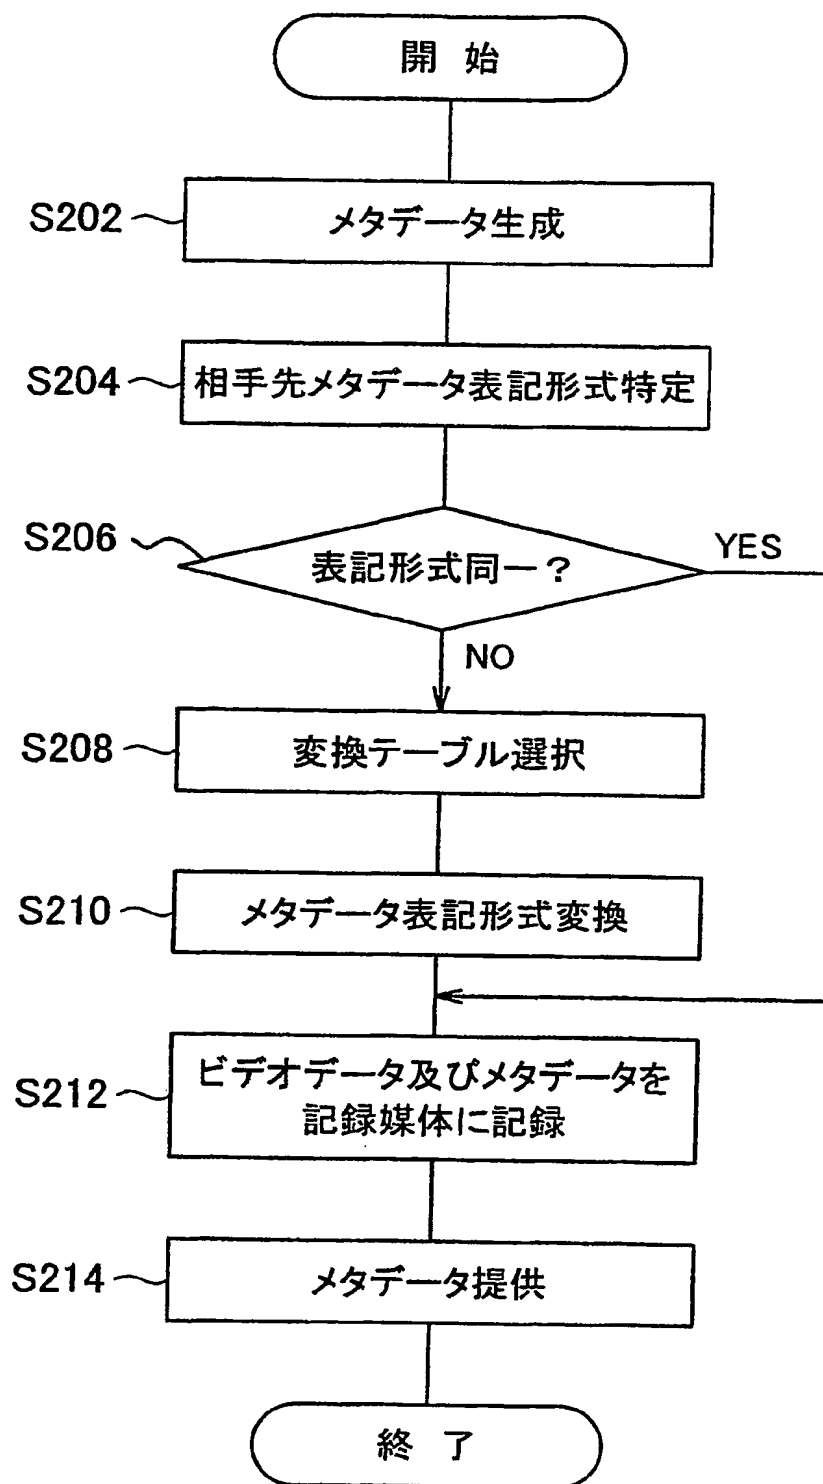 開 始
S202
メタデータ生成
S204
相手先メタデータ表記形式特定
S206
表記形式同一?
YES
NO
S208
変換テーブル選択
S210
メタデータ表記形式変換
S212
ビデオデータ及びメタデータを
記録媒体に記録
S214
メタデータ提供
終 了